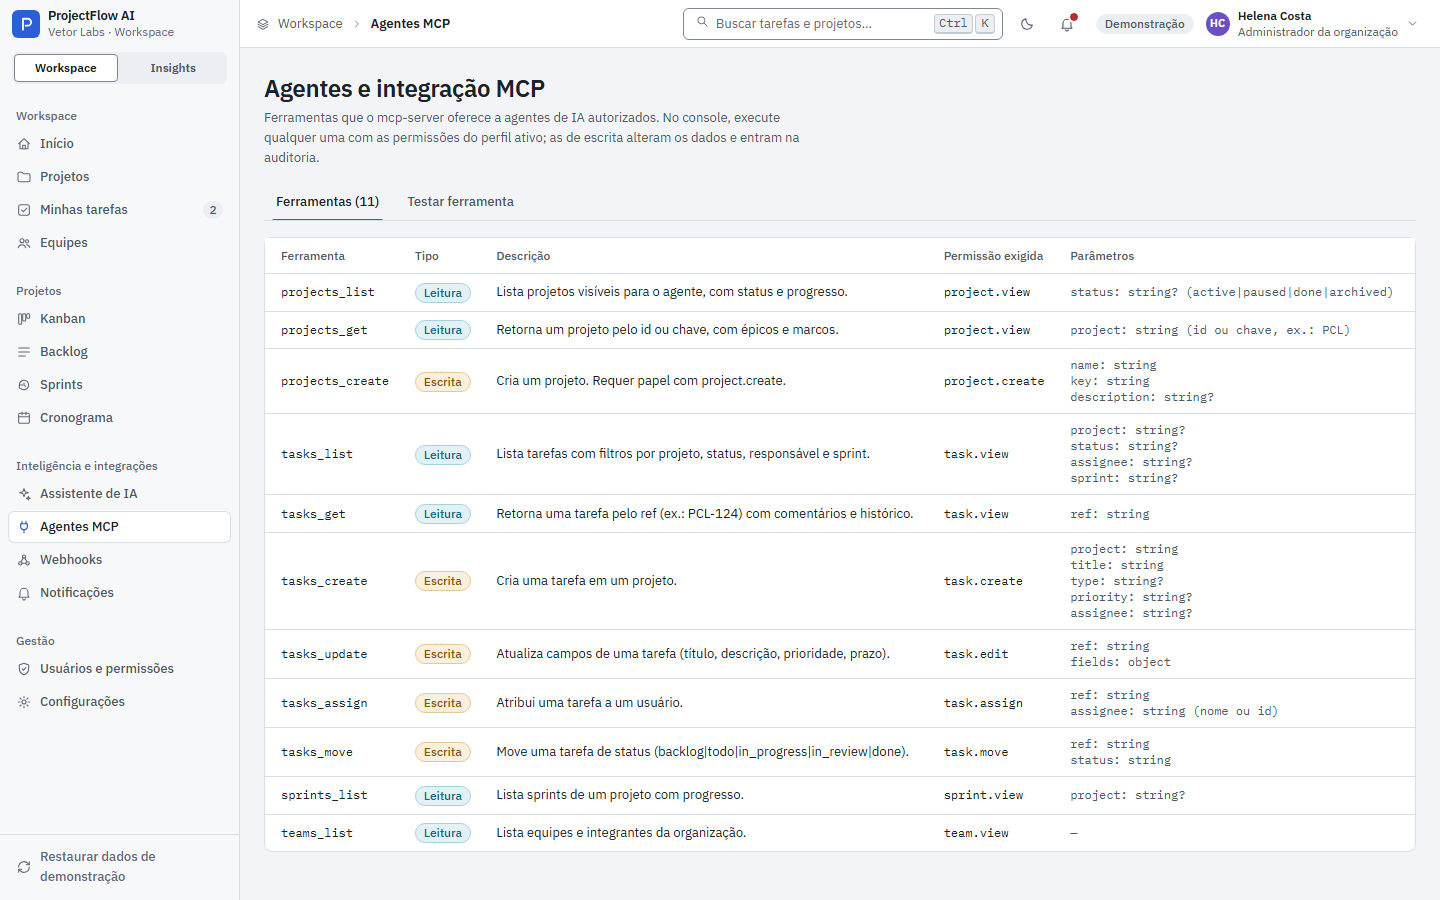 ProjectFlow AI
Vetor Labs · Workspace
Workspace
Insights
Workspace
Início
Projetos
Minhas tarefas
2
Equipes
Projetos
Kanban
Backlog
Sprints
Cronograma
Inteligência e integrações
Assistente de IA
Agentes MCP
Webhooks
Notificações
Gestão
Usuários e permissões
Configurações
Restaurar dados de
demonstração
Workspace > Agentes MCP
Buscar tarefas e projetos... Ctrl K
Demonstração
HC
Helena Costa
Administrador da organização
Agentes e integração MCP
Ferramentas que o mcp-server oferece a agentes de IA autorizados. No console, execute
qualquer uma com as permissões do perfil ativo; as de escrita alteram os dados e entram na
auditoria.
Ferramentas (11) Testar ferramenta
Ferramenta Tipo Descrição Permissão exigida Parâmetros
projects_list Leitura Lista projetos visíveis para o agente, com status e progresso. project.view status: string? (active|paused|done|archived)
projects_get Leitura Retorna um projeto pelo id ou chave, com épicos e marcos. project.view project: string (id ou chave, ex.: PCL)
projects_create Escrita Cria um projeto. Requer papel com project.create. project.create name: string
key: string
description: string?
tasks_list Leitura Lista tarefas com filtros por projeto, status, responsável e sprint. task.view project: string?
status: string?
assignee: string?
sprint: string?
tasks_get Leitura Retorna uma tarefa pelo ref (ex.: PCL-124) com comentários e histórico. task.view ref: string
tasks_create Escrita Cria uma tarefa em um projeto. task.create project: string
title: string
type: string?
priority: string?
assignee: string?
tasks_update Escrita Atualiza campos de uma tarefa (título, descrição, prioridade, prazo). task.edit ref: string
fields: object
tasks_assign Escrita Atribui uma tarefa a um usuário. task.assign ref: string
assignee: string (nome ou id)
tasks_move Escrita Move uma tarefa de status (backlog|todo|in_progress|in_review|done). task.move ref: string
status: string
sprints_list Leitura Lista sprints de um projeto com progresso. sprint.view project: string?
teams_list Leitura Lista equipes e integrantes da organização. team.view —